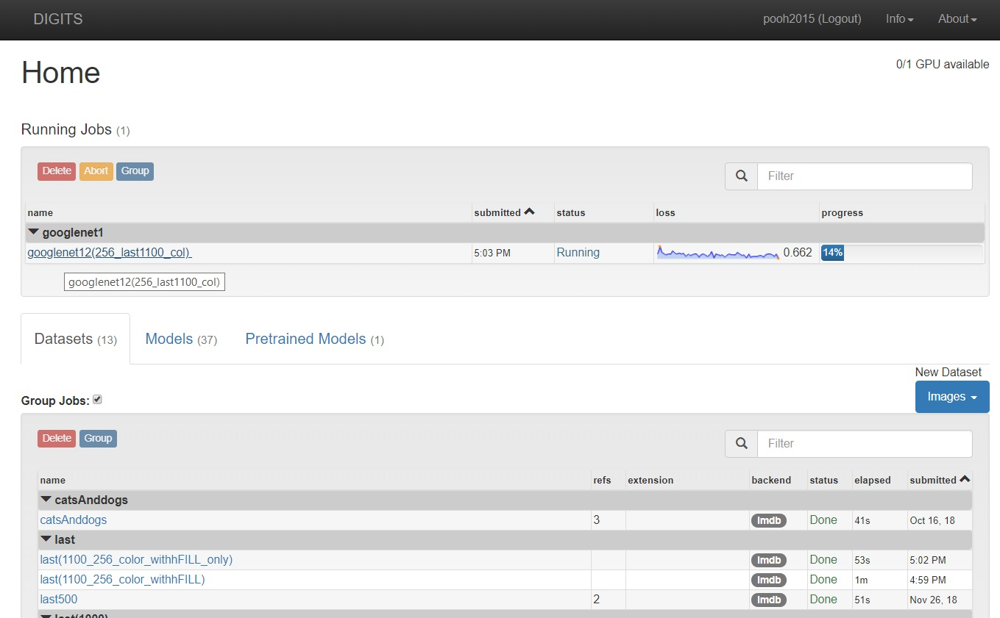 DIGITS pooh2015 (Logout) Info About
Home 0/1 GPU available
Running Jobs (1)
Delete Abort Group Filter
name submitted status loss progress
googlenet1
googlenet12(256_last1100_col) 5:03 PM Running 0.662 14%
googlenet12(256_last1100_col)
Datasets (13) Models (37) Pretrained Models (1)
New Dataset
Group Jobs: Images
Delete Group Filter
name refs extension backend status elapsed submitted
catsAnddogs
catsAnddogs 3 lmdb Done 41s Oct 16, 18
last
last(1100_256_color_withhFILL_only) lmdb Done 53s 5:02 PM
last(1100_256_color_withhFILL) lmdb Done 1m 4:59 PM
last500 2 lmdb Done 51s Nov 26, 18
last(1000)